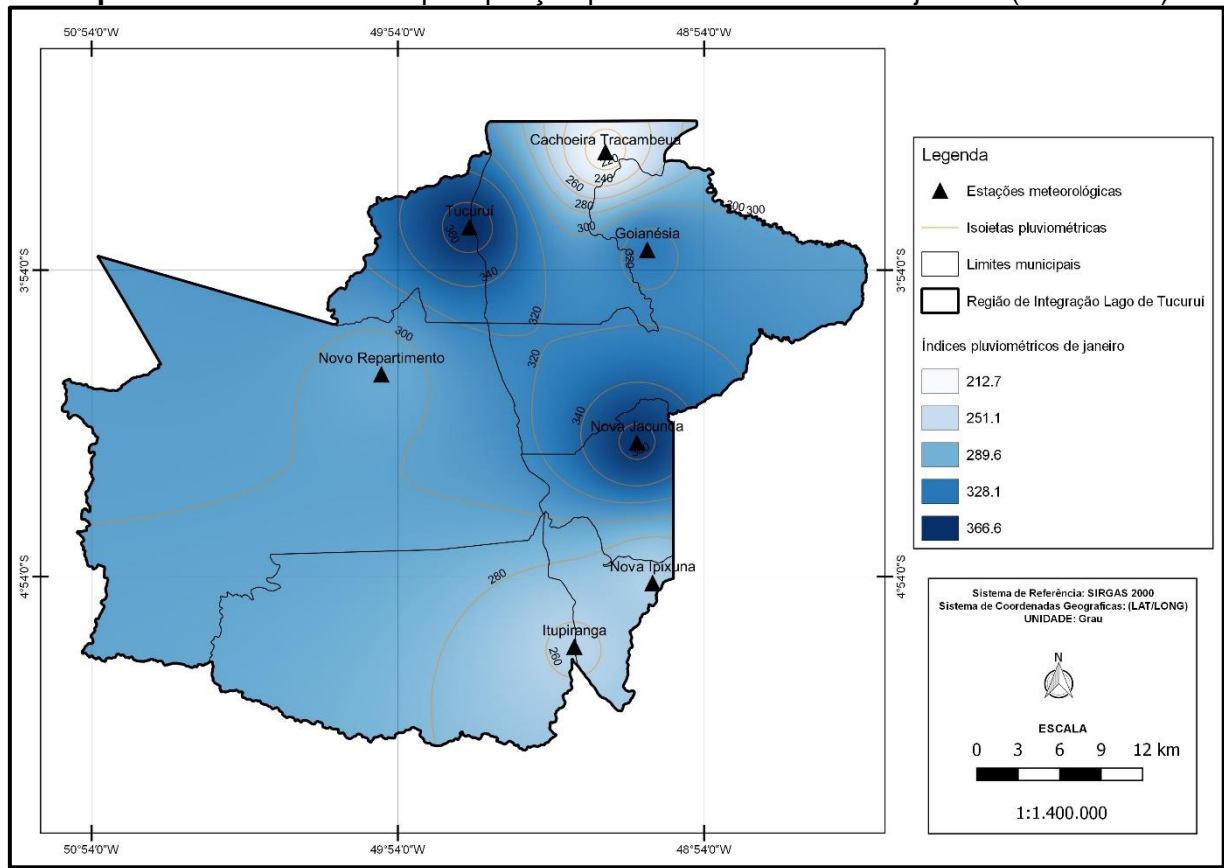 50°54'0"W
49°54'0"W
48°54'0"W
Cachoeira Tracambeua
220
240
260
280
300
300
300
Tucuruí
360
Goianésia
320
3°54'0"S
3°54'0"S
340
320
300
Novo Repartimento
320
340
Nova Jacunda
4°54'0"S
4°54'0"S
280
Nova Ipixuna
Itupiranga
260
50°54'0"W
49°54'0"W
48°54'0"W
Legenda
Estações meteorológicas
Isoietas pluviométricas
Limites municipais
Região de Integração Lago de Tucuruí
Índices pluviométricos de janeiro
212.7
251.1
289.6
328.1
366.6
Sistema de Referência: SIRGAS 2000
Sistema de Coordenadas Geograficas: (LAT/LONG)
UNIDADE: Grau
N
ESCALA
0 3 6 9 12 km
1:1.400.000